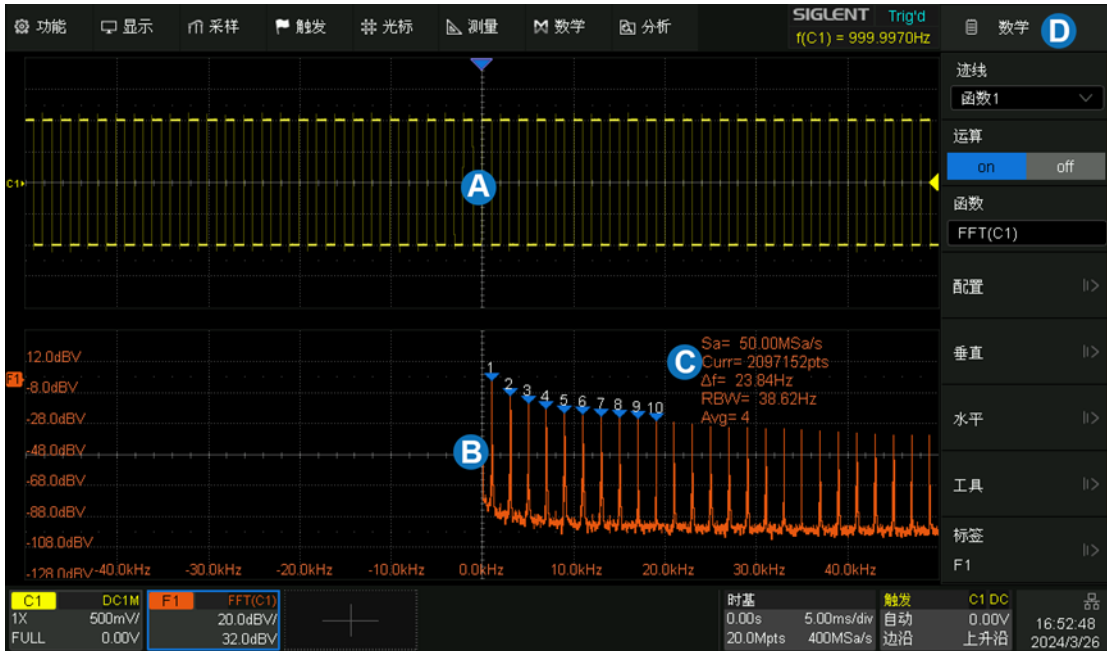 功能 显示 采样 触发 光标 测量 数学 分析
SIGLENT Trig'd
f(C1) = 999.9970Hz
数学 D
迹线
函数1
运算
on off
函数
FFT(C1)
配置
垂直
水平
工具
标签
F1
C1
A
12.0dBV
F1
-8.0dBV
-28.0dBV
-48.0dBV
-68.0dBV
-88.0dBV
-108.0dBV
-128.0dBV
B
1 2 3 4 5 6 7 8 9 10
C
Sa= 50.00MSa/s
Curr= 2097152pts
Δf= 23.84Hz
RBW= 38.62Hz
Avg= 4
-40.0kHz -30.0kHz -20.0kHz -10.0kHz 0.0kHz 10.0kHz 20.0kHz 30.0kHz 40.0kHz
C1 DC1M
1X 500mV/
FULL 0.00V
F1 FFT(C1)
20.0dBV/
32.0dBV
时基
0.00s 5.00ms/div
20.0Mpts 400MSa/s
触发 C1 DC
自动 0.00V
边沿 上升沿
16:52:48
2024/3/26